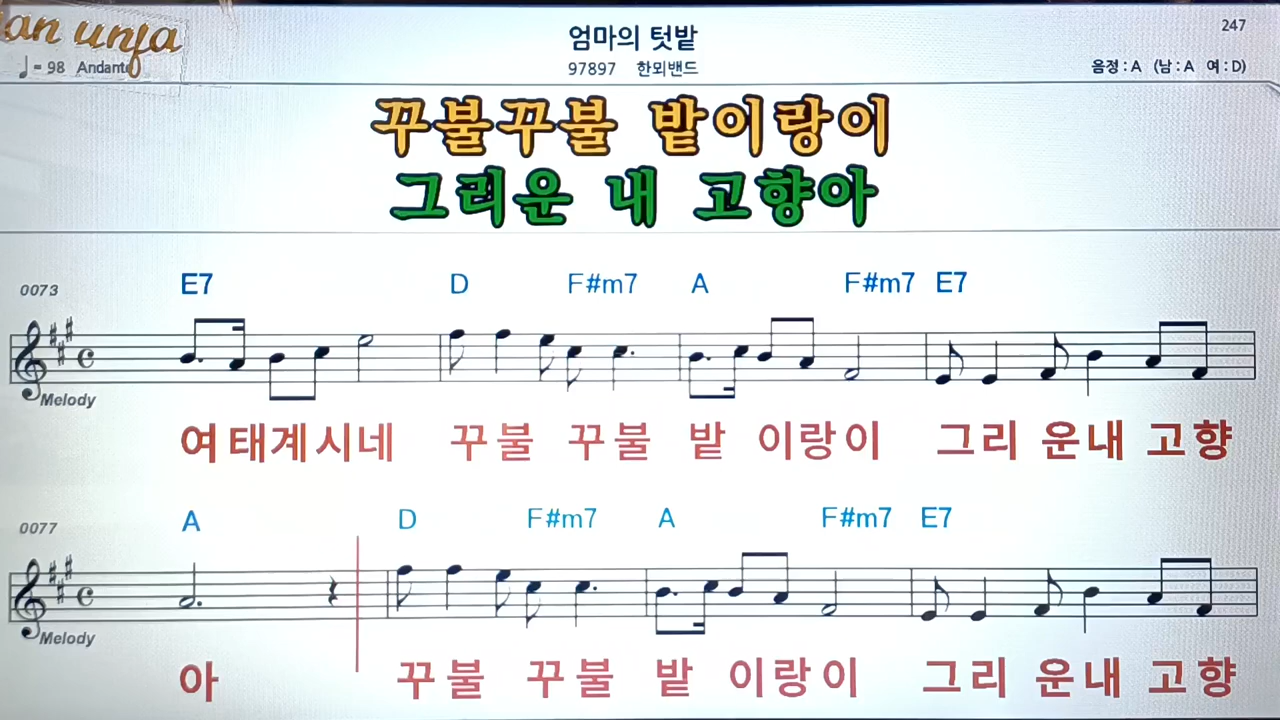 an unja
엄마의 텃밭
247
♩= 98 Andante
97897 한뫼밴드
음정 : A (남 : A 여 : D)
꾸불꾸불 밭이랑이
그리운 내 고향아
0073 E7 D F#m7 A F#m7 E7
Melody
여태계시네 꾸불 꾸불 밭 이랑이 그리 운내 고향
0077 A D F#m7 A F#m7 E7
Melody
아 꾸불 꾸불 밭 이랑이 그리 운내 고향